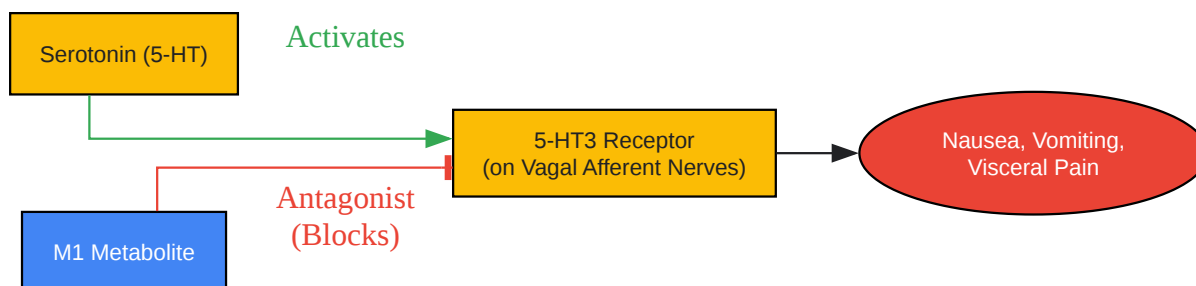 Serotonin (5-HT)
Activates
5-HT3 Receptor
(on Vagal Afferent Nerves)
Nausea, Vomiting,
Visceral Pain
Antagonist
(Blocks)
M1 Metabolite